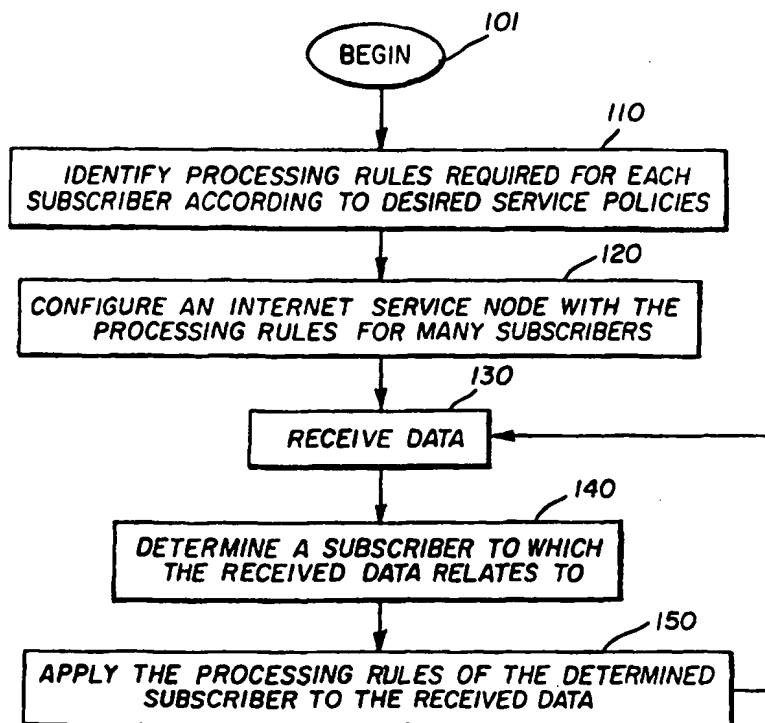 BEGIN
101
110
IDENTIFY PROCESSING RULES REQUIRED FOR EACH
SUBSCRIBER ACCORDING TO DESIRED SERVICE POLICIES
120
CONFIGURE AN INTERNET SERVICE NODE WITH THE
PROCESSING RULES FOR MANY SUBSCRIBERS
130
RECEIVE DATA
140
DETERMINE A SUBSCRIBER TO WHICH
THE RECEIVED DATA RELATES TO
150
APPLY THE PROCESSING RULES OF THE DETERMINED
SUBSCRIBER TO THE RECEIVED DATA